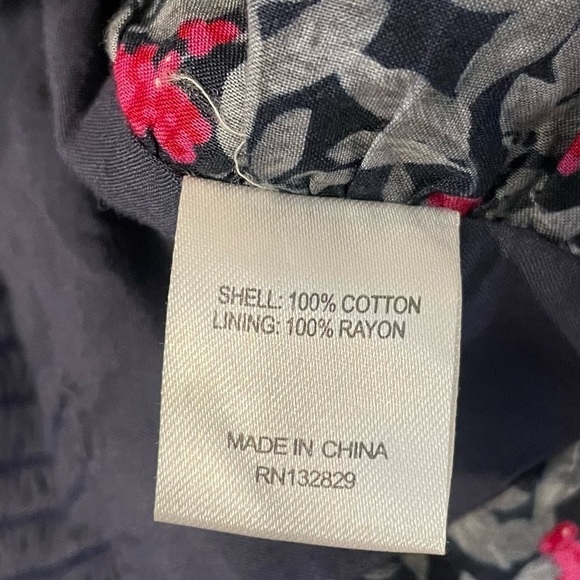 SHELL: 100% COTTON
LINING: 100% RAYON
MADE IN CHINA
RN132829